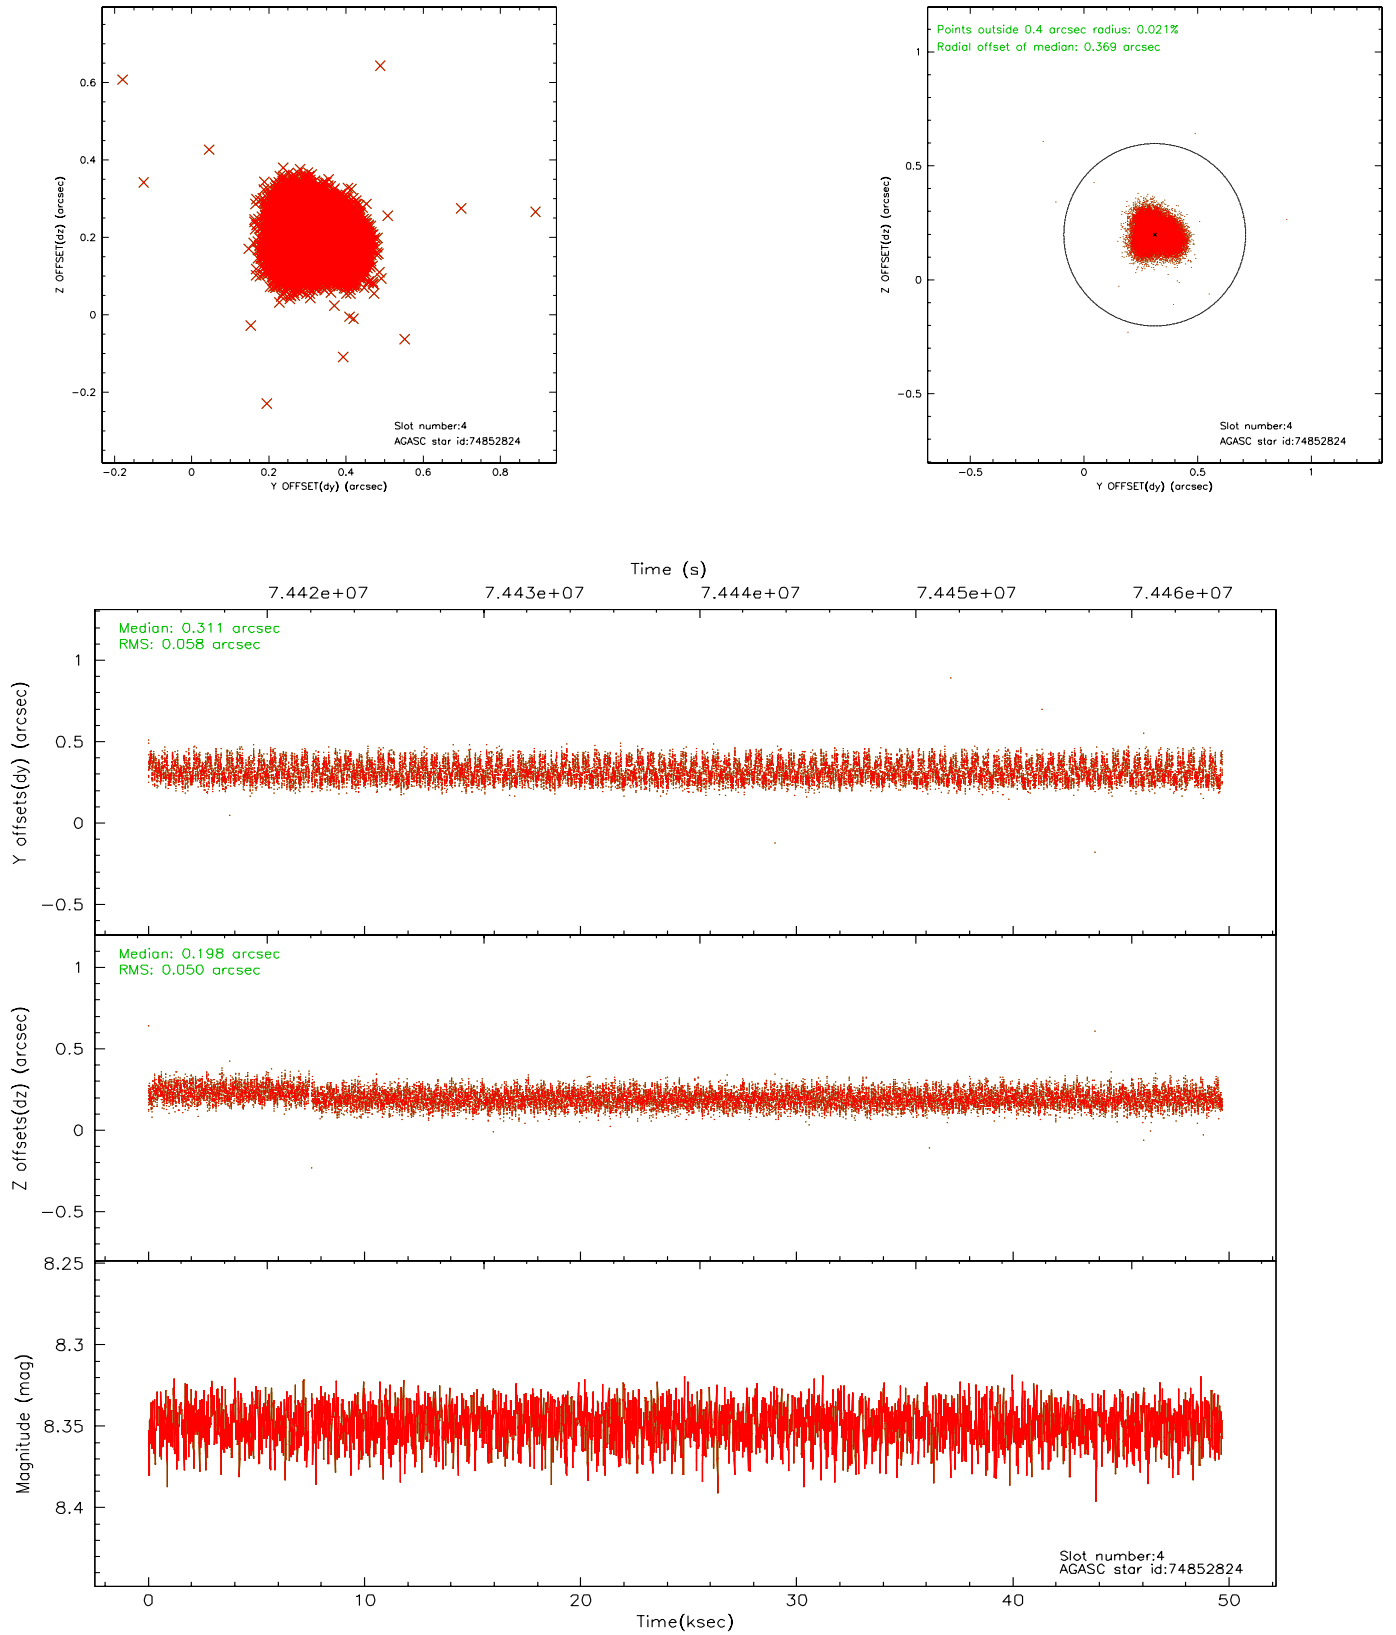 0.6
0.4
0.2
0
−0.2
Z OFFSET(dz) (arcsec)
Slot number:4
AGASC star id:74852824
−0.2 0 0.2 0.4 0.6 0.8
Y OFFSET(dy) (arcsec)
Points outside 0.4 arcsec radius: 0.021%
Radial offset of median: 0.369 arcsec
1
0.5
0
−0.5
Z OFFSET(dz) (arcsec)
Slot number:4
AGASC star id:74852824
−0.5 0 0.5 1
Y OFFSET(dy) (arcsec)
Time (s)
7.442e+07 7.443e+07 7.444e+07 7.445e+07 7.446e+07
Median: 0.311 arcsec
RMS: 0.058 arcsec
1
0.5
0
−0.5
Y offsets(dy) (arcsec)
Median: 0.198 arcsec
RMS: 0.050 arcsec
1
0.5
0
−0.5
Z offsets(dz) (arcsec)
8.25
8.3
8.35
8.4
Magnitude (mag)
Slot number:4
AGASC star id:74852824
0 10 20 30 40 50
Time(ksec)